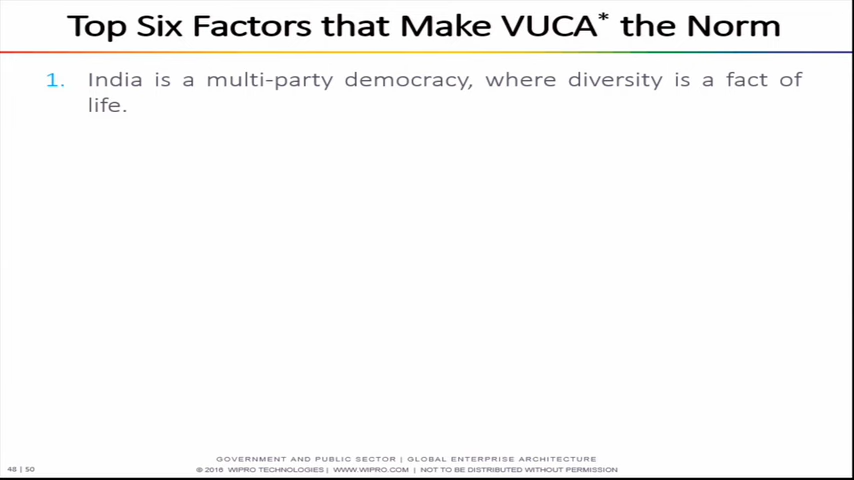 Top Six Factors that Make VUCA* the Norm
1. India is a multi-party democracy, where diversity is a fact of
life.
GOVERNMENT AND PUBLIC SECTOR | GLOBAL ENTERPRISE ARCHITECTURE
48 | 50
© 2016 WIPRO TECHNOLOGIES | WWW.WIPRO.COM | NOT TO BE DISTRIBUTED WITHOUT PERMISSION